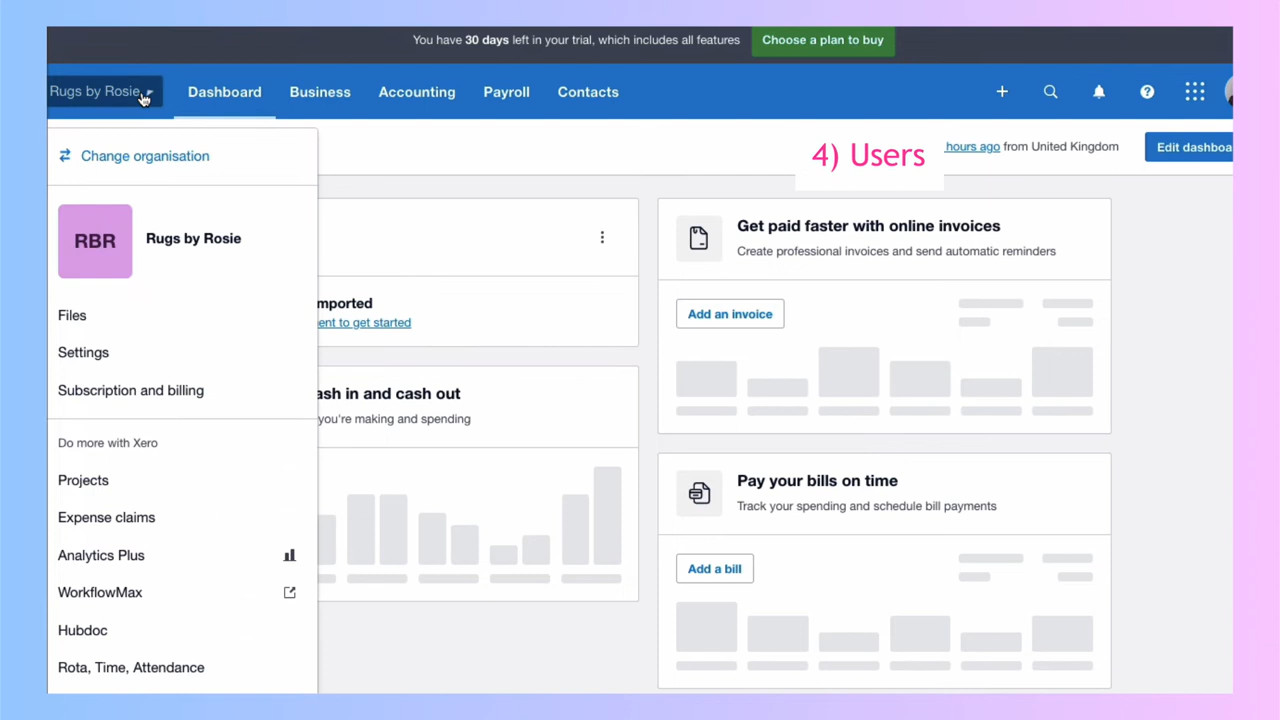 You have 30 days left in your trial, which includes all features
Choose a plan to buy
Rugs by Rosie
Dashboard
Business
Accounting
Payroll
Contacts
Change organisation
4) Users
hours ago from United Kingdom
Edit dashboa
RBR
Rugs by Rosie
Files
Settings
Subscription and billing
Do more with Xero
Projects
Expense claims
Analytics Plus
WorkflowMax
Hubdoc
Rota, Time, Attendance
mported
ent to get started
ash in and cash out
you're making and spending
Get paid faster with online invoices
Create professional invoices and send automatic reminders
Add an invoice
Pay your bills on time
Track your spending and schedule bill payments
Add a bill